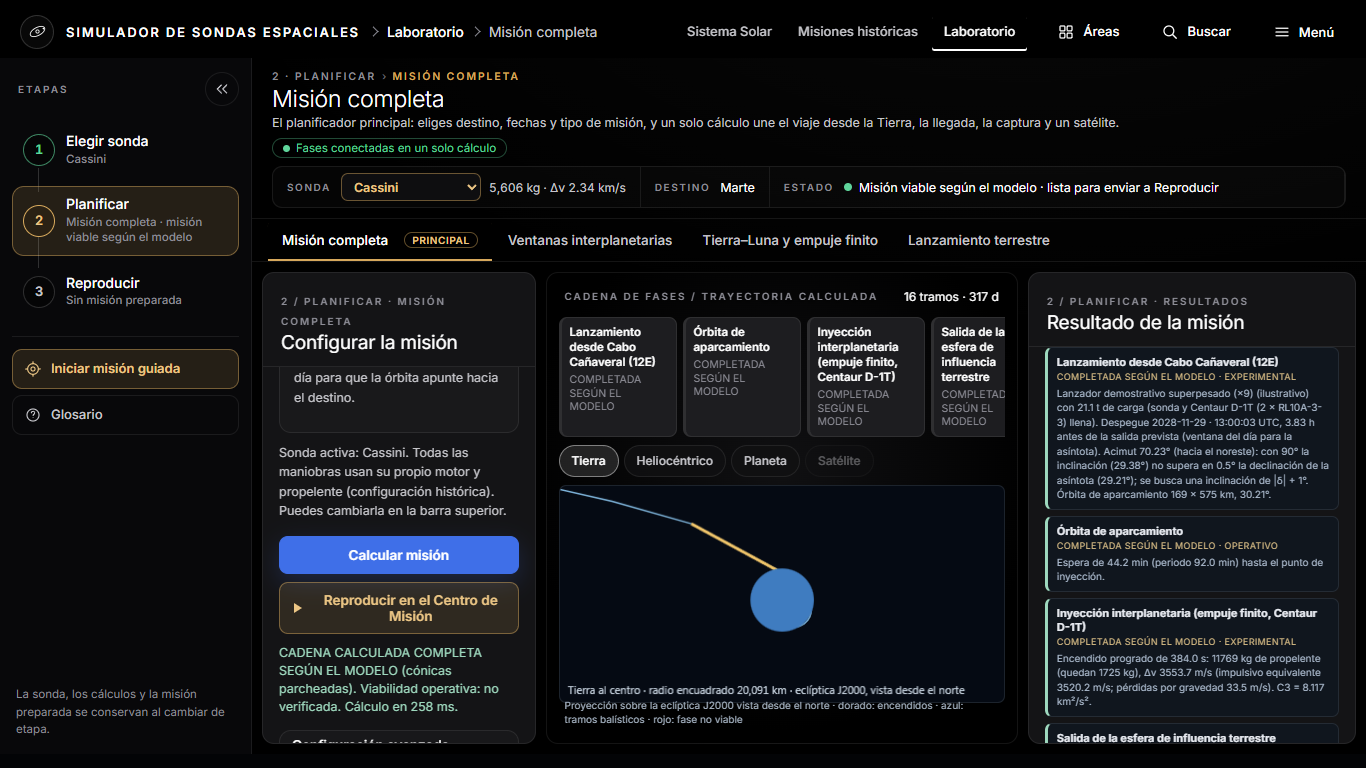 SIMULADOR DE SONDAS ESPACIALES > Laboratorio > Misión completa
Sistema Solar
Misiones históricas
Laboratorio
Áreas
Buscar
Menú
ETAPAS
1
Elegir sonda
Cassini
2
Planificar
Misión completa · misión
viable según el modelo
3
Reproducir
Sin misión preparada
Iniciar misión guiada
Glosario
La sonda, los cálculos y la misión
preparada se conservan al cambiar de
etapa.
2 · PLANIFICAR › MISIÓN COMPLETA
Misión completa
El planificador principal: eliges destino, fechas y tipo de misión, y un solo cálculo une el viaje desde la Tierra, la llegada, la captura y un satélite.
Fases conectadas en un solo cálculo
SONDA
Cassini
5,606 kg · Δv 2.34 km/s
DESTINO Marte
ESTADO Misión viable según el modelo · lista para enviar a Reproducir
Misión completa PRINCIPAL
Ventanas interplanetarias
Tierra–Luna y empuje finito
Lanzamiento terrestre
2 / PLANIFICAR · MISIÓN
COMPLETA
Configurar la misión
día para que la órbita apunte hacia
el destino.
Sonda activa: Cassini. Todas las
maniobras usan su propio motor y
propelente (configuración histórica).
Puedes cambiarla en la barra superior.
Calcular misión
Reproducir en el Centro de
Misión
CADENA CALCULADA COMPLETA
SEGÚN EL MODELO (cónicas
parcheadas). Viabilidad operativa: no
verificada. Cálculo en 258 ms.
Configuración avanzada
CADENA DE FASES / TRAYECTORIA CALCULADA
16 tramos · 317 d
Lanzamiento
desde Cabo
Cañaveral (12E)
COMPLETADA
SEGÚN EL
MODELO
Órbita de
aparcamiento
COMPLETADA
SEGÚN EL
MODELO
Inyección
interplanetaria
(empuje finito,
Centaur D-1T)
COMPLETADA
SEGÚN EL
MODELO
Salida de la
esfera de
influencia
terrestre
COMPLETAD
SEGÚN EL
MODELO
Tierra
Heliocéntrico
Planeta
Satélite
Tierra al centro · radio encuadrado 20,091 km · eclíptica J2000, vista desde el norte
Proyección sobre la eclíptica J2000 vista desde el norte · dorado: encendidos · azul:
tramos balísticos · rojo: fase no viable
2 / PLANIFICAR · RESULTADOS
Resultado de la misión
Lanzamiento desde Cabo Cañaveral (12E)
COMPLETADA SEGÚN EL MODELO · EXPERIMENTAL
Lanzador demostrativo superpesado (×9) (ilustrativo)
con 21.1 t de carga (sonda y Centaur D-1T (2 × RL10A-3-
3) llena). Despegue 2028-11-29 · 13:00:03 UTC, 3.83 h
antes de la salida prevista (ventana del día para la
asíntota). Acimut 70.23° (hacia el noreste): con 90° la
inclinación (29.38°) no supera en 0.5° la declinación de la
asíntota (29.21°); se busca una inclinación de |δ| + 1°.
Órbita de aparcamiento 169 × 575 km, 30.21°.
Órbita de aparcamiento
COMPLETADA SEGÚN EL MODELO · OPERATIVO
Espera de 44.2 min (periodo 92.0 min) hasta el punto de
inyección.
Inyección interplanetaria (empuje finito, Centaur
D-1T)
COMPLETADA SEGÚN EL MODELO · EXPERIMENTAL
Encendido progrado de 384.0 s: 11769 kg de propelente
(quedan 1725 kg), Δv 3553.7 m/s (impulsivo equivalente
3520.2 m/s; pérdidas por gravedad 33.5 m/s). C3 = 8.117
km²/s².
Salida de la esfera de influencia terrestre